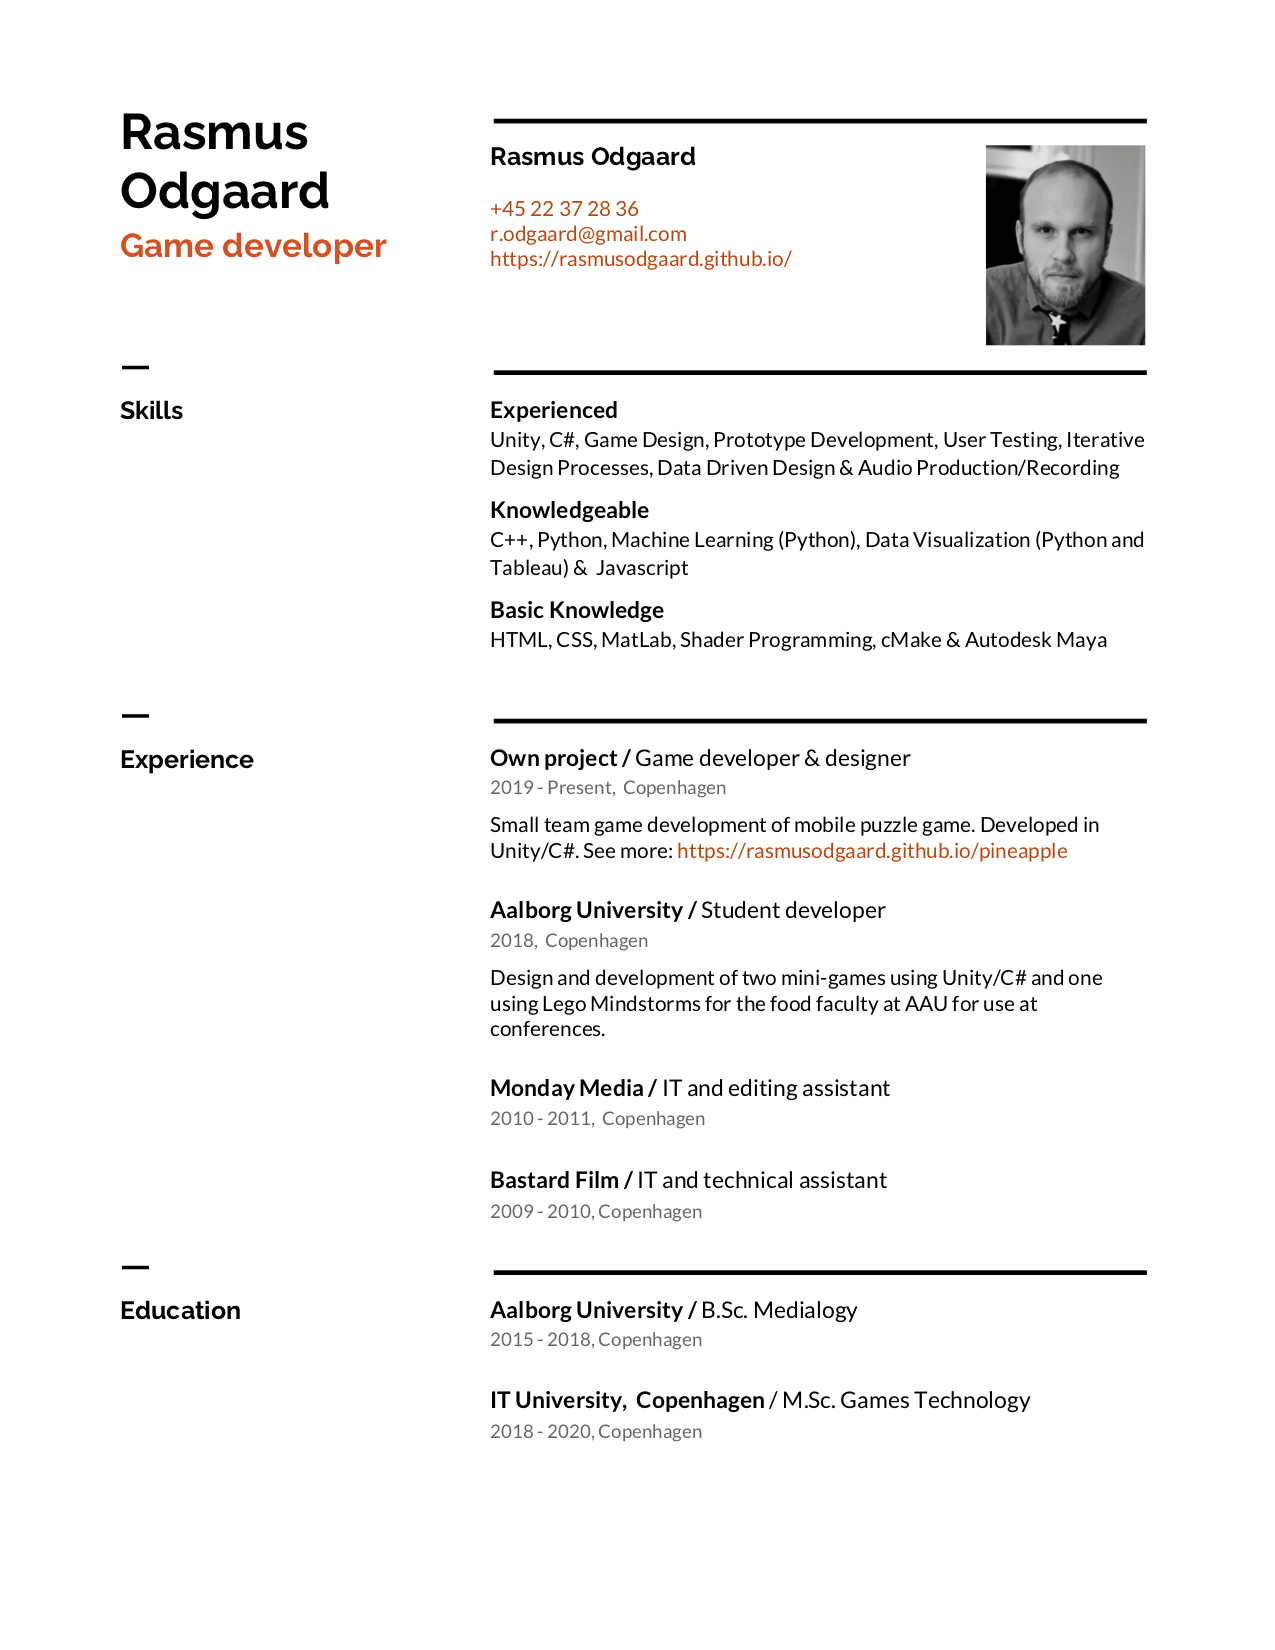 Rasmus
Odgaard
Game developer
Rasmus Odgaard
+45 22 37 28 36
r.odgaard@gmail.com
https://rasmusodgaard.github.io/
Skills
Experienced
Unity, C#, Game Design, Prototype Development, User Testing, Iterative
Design Processes, Data Driven Design & Audio Production/Recording
Knowledgeable
C++, Python, Machine Learning (Python), Data Visualization (Python and
Tableau) & Javascript
Basic Knowledge
HTML, CSS, MatLab, Shader Programming, cMake & Autodesk Maya
Experience
Own project / Game developer & designer
2019 - Present, Copenhagen
Small team game development of mobile puzzle game. Developed in
Unity/C#. See more: https://rasmusodgaard.github.io/pineapple
Aalborg University / Student developer
2018, Copenhagen
Design and development of two mini-games using Unity/C# and one
using Lego Mindstorms for the food faculty at AAU for use at
conferences.
Monday Media / IT and editing assistant
2010 - 2011, Copenhagen
Bastard Film / IT and technical assistant
2009 - 2010, Copenhagen
Education
Aalborg University / B.Sc. Medialogy
2015 - 2018, Copenhagen
IT University, Copenhagen / M.Sc. Games Technology
2018 - 2020, Copenhagen